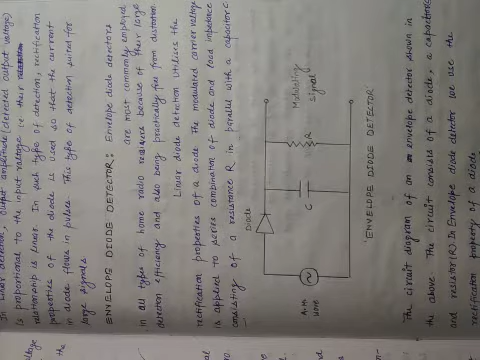 In Linear detector, output amplitude (detected output voltage)
is proportional to the input voltage i.e their
relationship is linear. In such type of detection, rectification
properties of the diode is used so that the current
in diode flows in pulses. This type of detection suited for
large signals
ENVELOPE DIODE DETECTOR: Envelope diode detectors
are most commonly employed
in all types of home radio receivers because of their large
detection efficiency and also being practically free from distortion.
Linear diode detection utilises the
rectification properties of a diode. The modulated carrier voltage
is applied to series combination of diode and load impedance
consisting of a resistance R in parallel with a capacitor C
Diode
A.M.
wave
C
R
Modulating
signal
'ENVELOPE DIODE DETECTOR'
The circuit diagram of an envelope detector shown in
the above. The circuit consists of a diode, a capacitor(C)
and resistor(R) In Envelope diode detector we use the
rectification property of a diode